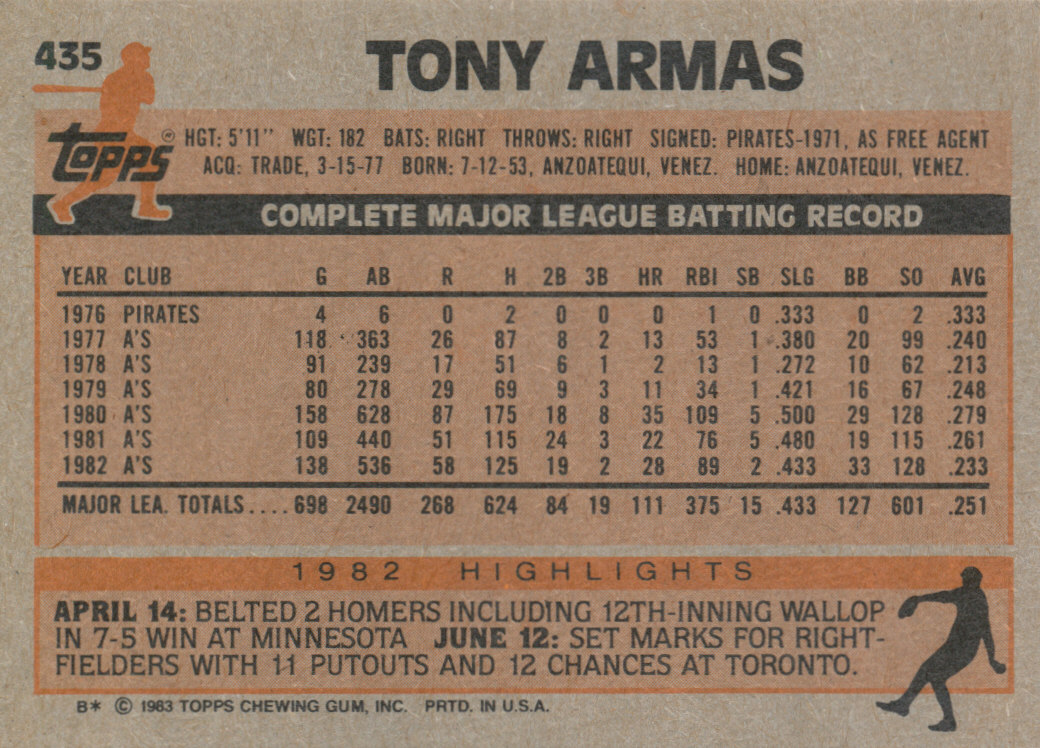 435
TONY ARMAS
topps®
HGT: 5'11" WGT: 182 BATS: RIGHT THROWS: RIGHT SIGNED: PIRATES-1971, AS FREE AGENT
ACQ: TRADE, 3-15-77 BORN: 7-12-53, ANZOATEQUI, VENEZ. HOME: ANZOATEQUI, VENEZ.
COMPLETE MAJOR LEAGUE BATTING RECORD
YEAR CLUB G AB R H 2B 3B HR RBI SB SLG BB SO AVG
1976 PIRATES 4 6 0 2 0 0 0 1 0 .333 0 2 .333
1977 A'S 118 363 26 87 8 2 13 53 1 .380 20 99 .240
1978 A'S 91 239 17 51 6 1 2 13 1 .272 10 62 .213
1979 A'S 80 278 29 69 9 3 11 34 1 .421 16 67 .248
1980 A'S 158 628 87 175 18 8 35 109 5 .500 29 128 .279
1981 A'S 109 440 51 115 24 3 22 76 5 .480 19 115 .261
1982 A'S 138 536 58 125 19 2 28 89 2 .433 33 128 .233
MAJOR LEA. TOTALS.... 698 2490 268 624 84 19 111 375 15 .433 127 601 .251
1982 HIGHLIGHTS
APRIL 14: BELTED 2 HOMERS INCLUDING 12TH-INNING WALLOP
IN 7-5 WIN AT MINNESOTA JUNE 12: SET MARKS FOR RIGHT-
FIELDERS WITH 11 PUTOUTS AND 12 CHANCES AT TORONTO.
B* © 1983 TOPPS CHEWING GUM, INC. PRTD. IN U.S.A.